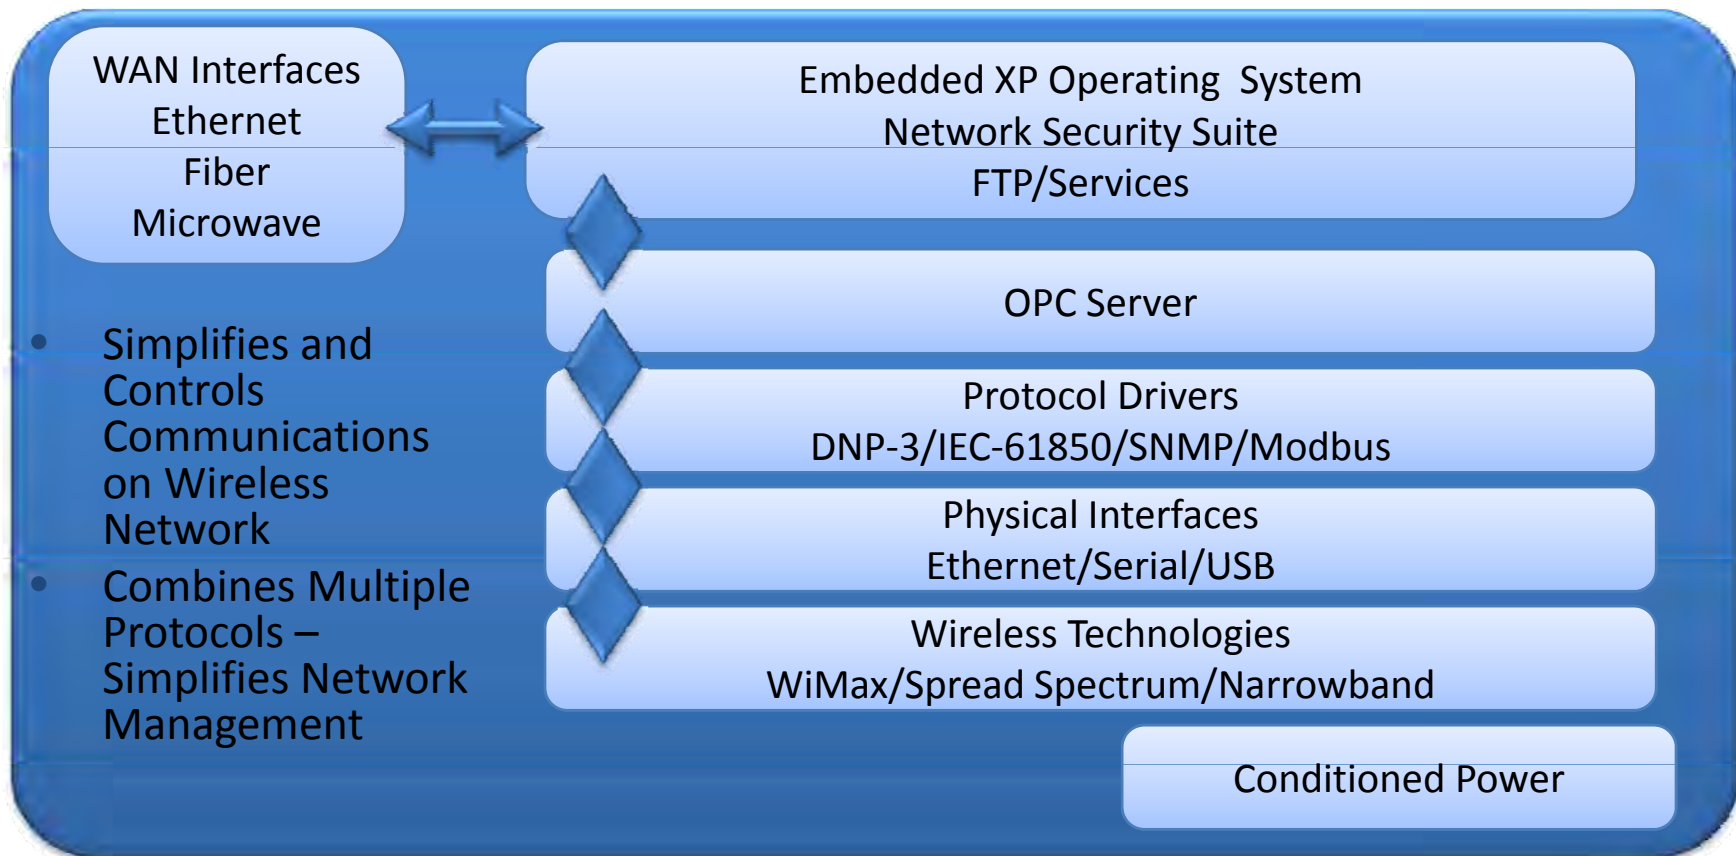 WAN Interfaces
Ethernet
Fiber
Microwave
Embedded XP Operating System
Network Security Suite
FTP/Services
OPC Server
Protocol Drivers
DNP-3/IEC-61850/SNMP/Modbus
Physical Interfaces
Ethernet/Serial/USB
Wireless Technologies
WiMax/Spread Spectrum/Narrowband
Conditioned Power
• Simplifies and
Controls
Communications
on Wireless
Network
• Combines Multiple
Protocols –
Simplifies Network
Management